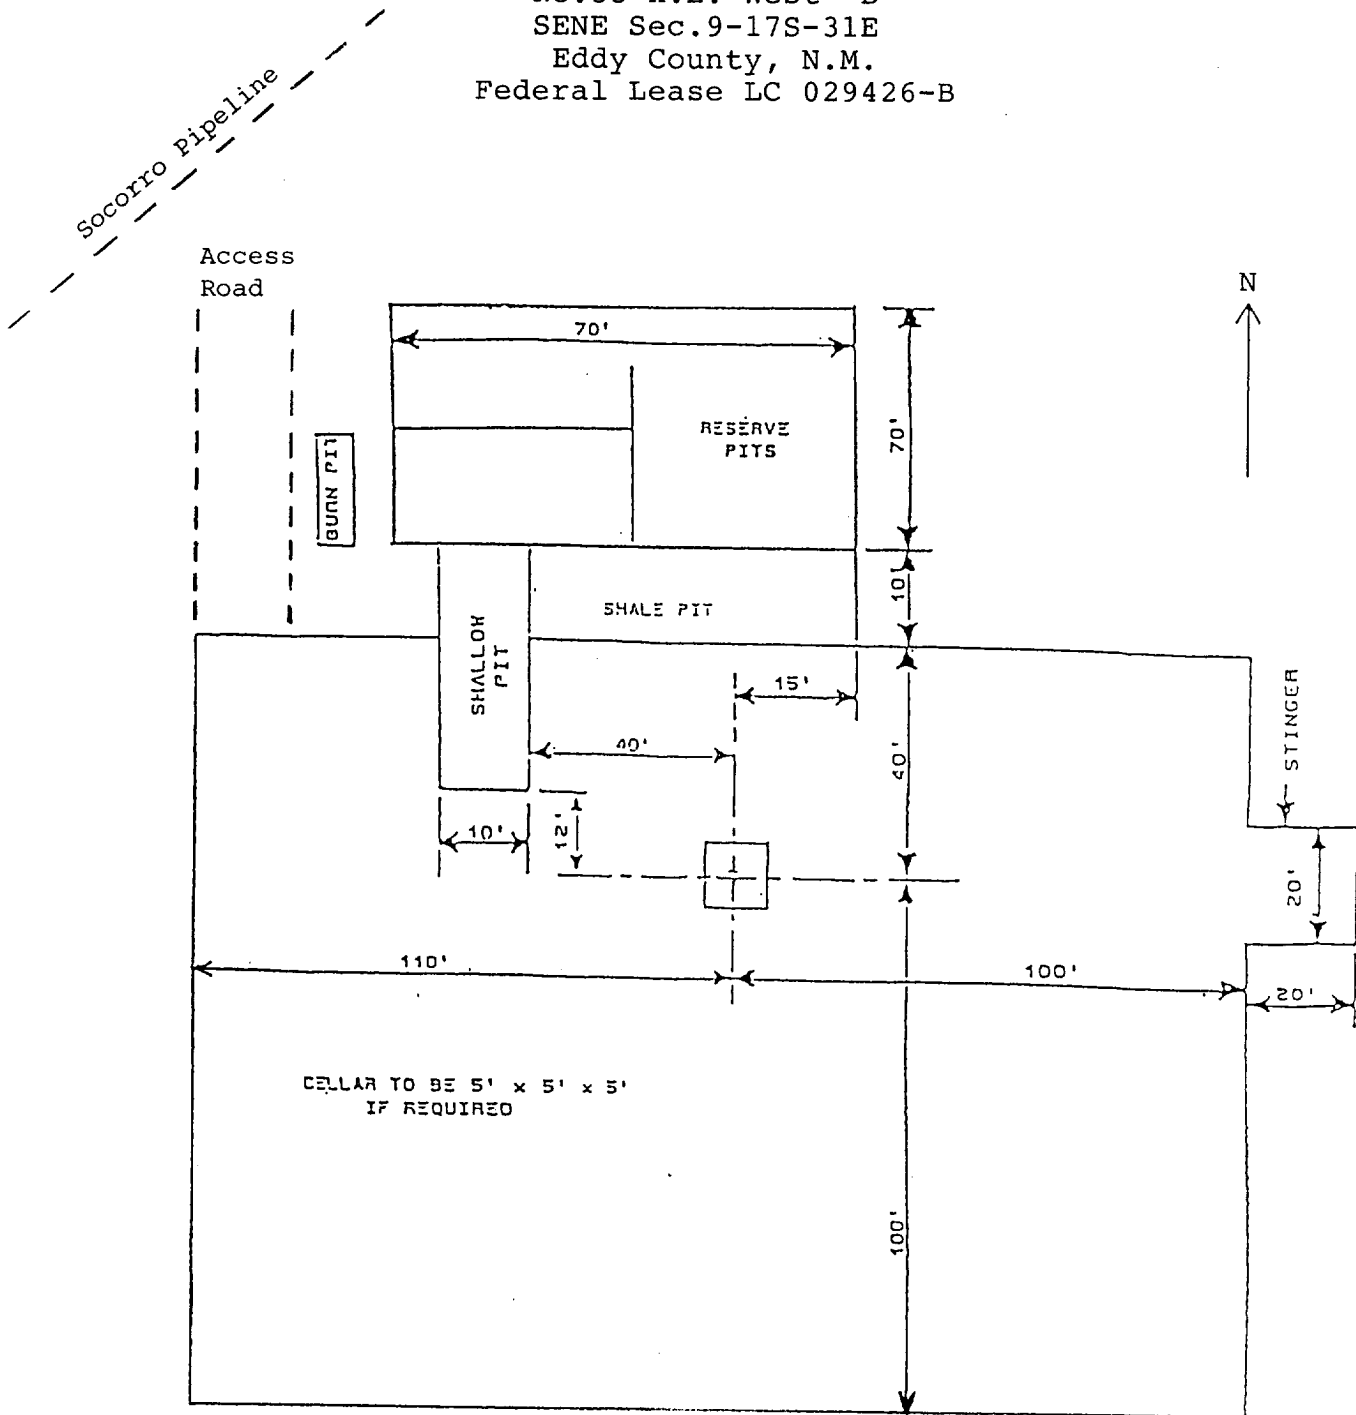 SENE Sec.9-17S-31E
Eddy County, N.M.
Federal Lease LC 029426-B
Socorro Pipeline
Access
Road
N
70'
RESERVE
PITS
70'
BURN PIT
10'
SHALE PIT
SHALLOW
PIT
15'
STINGER
40'
40'
10'
12'
20'
110'
100'
20'
CELLAR TO BE 5' x 5' x 5'
IF REQUIRED
100'